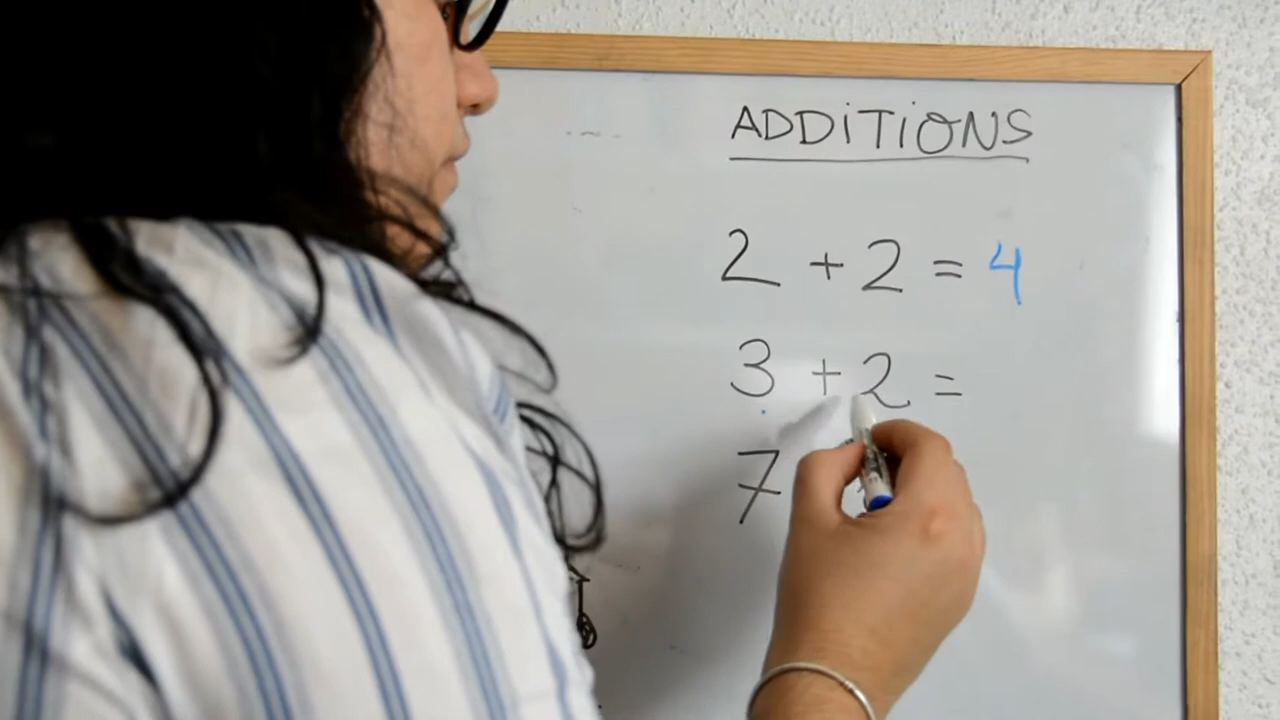 ADDiTiONS
2 + 2 = 4
3 + 2 =
7